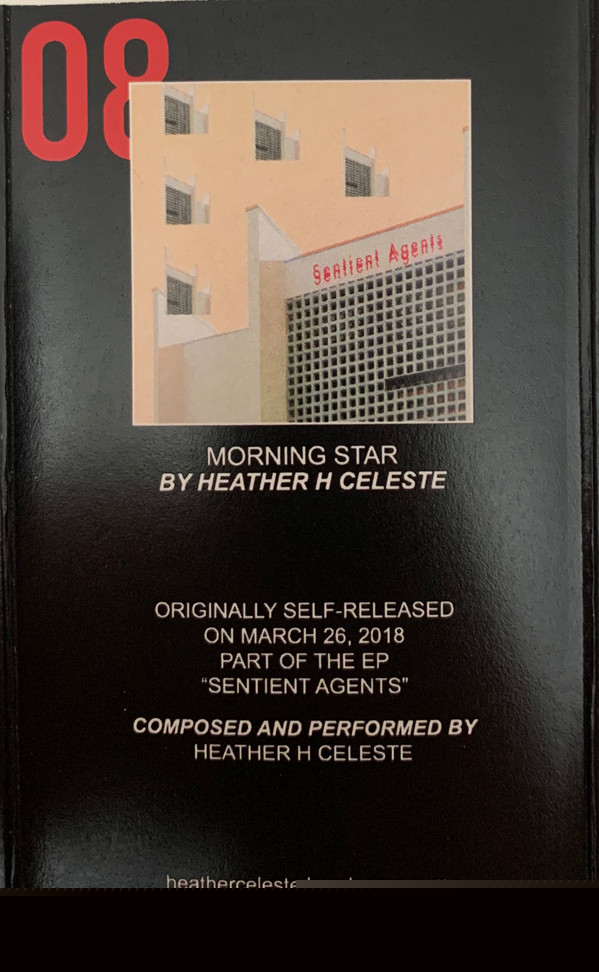 08
Sentient Agents
MORNING STAR
BY HEATHER H CELESTE
ORIGINALLY SELF-RELEASED
ON MARCH 26, 2018
PART OF THE EP
“SENTIENT AGENTS”
COMPOSED AND PERFORMED BY
HEATHER H CELESTE